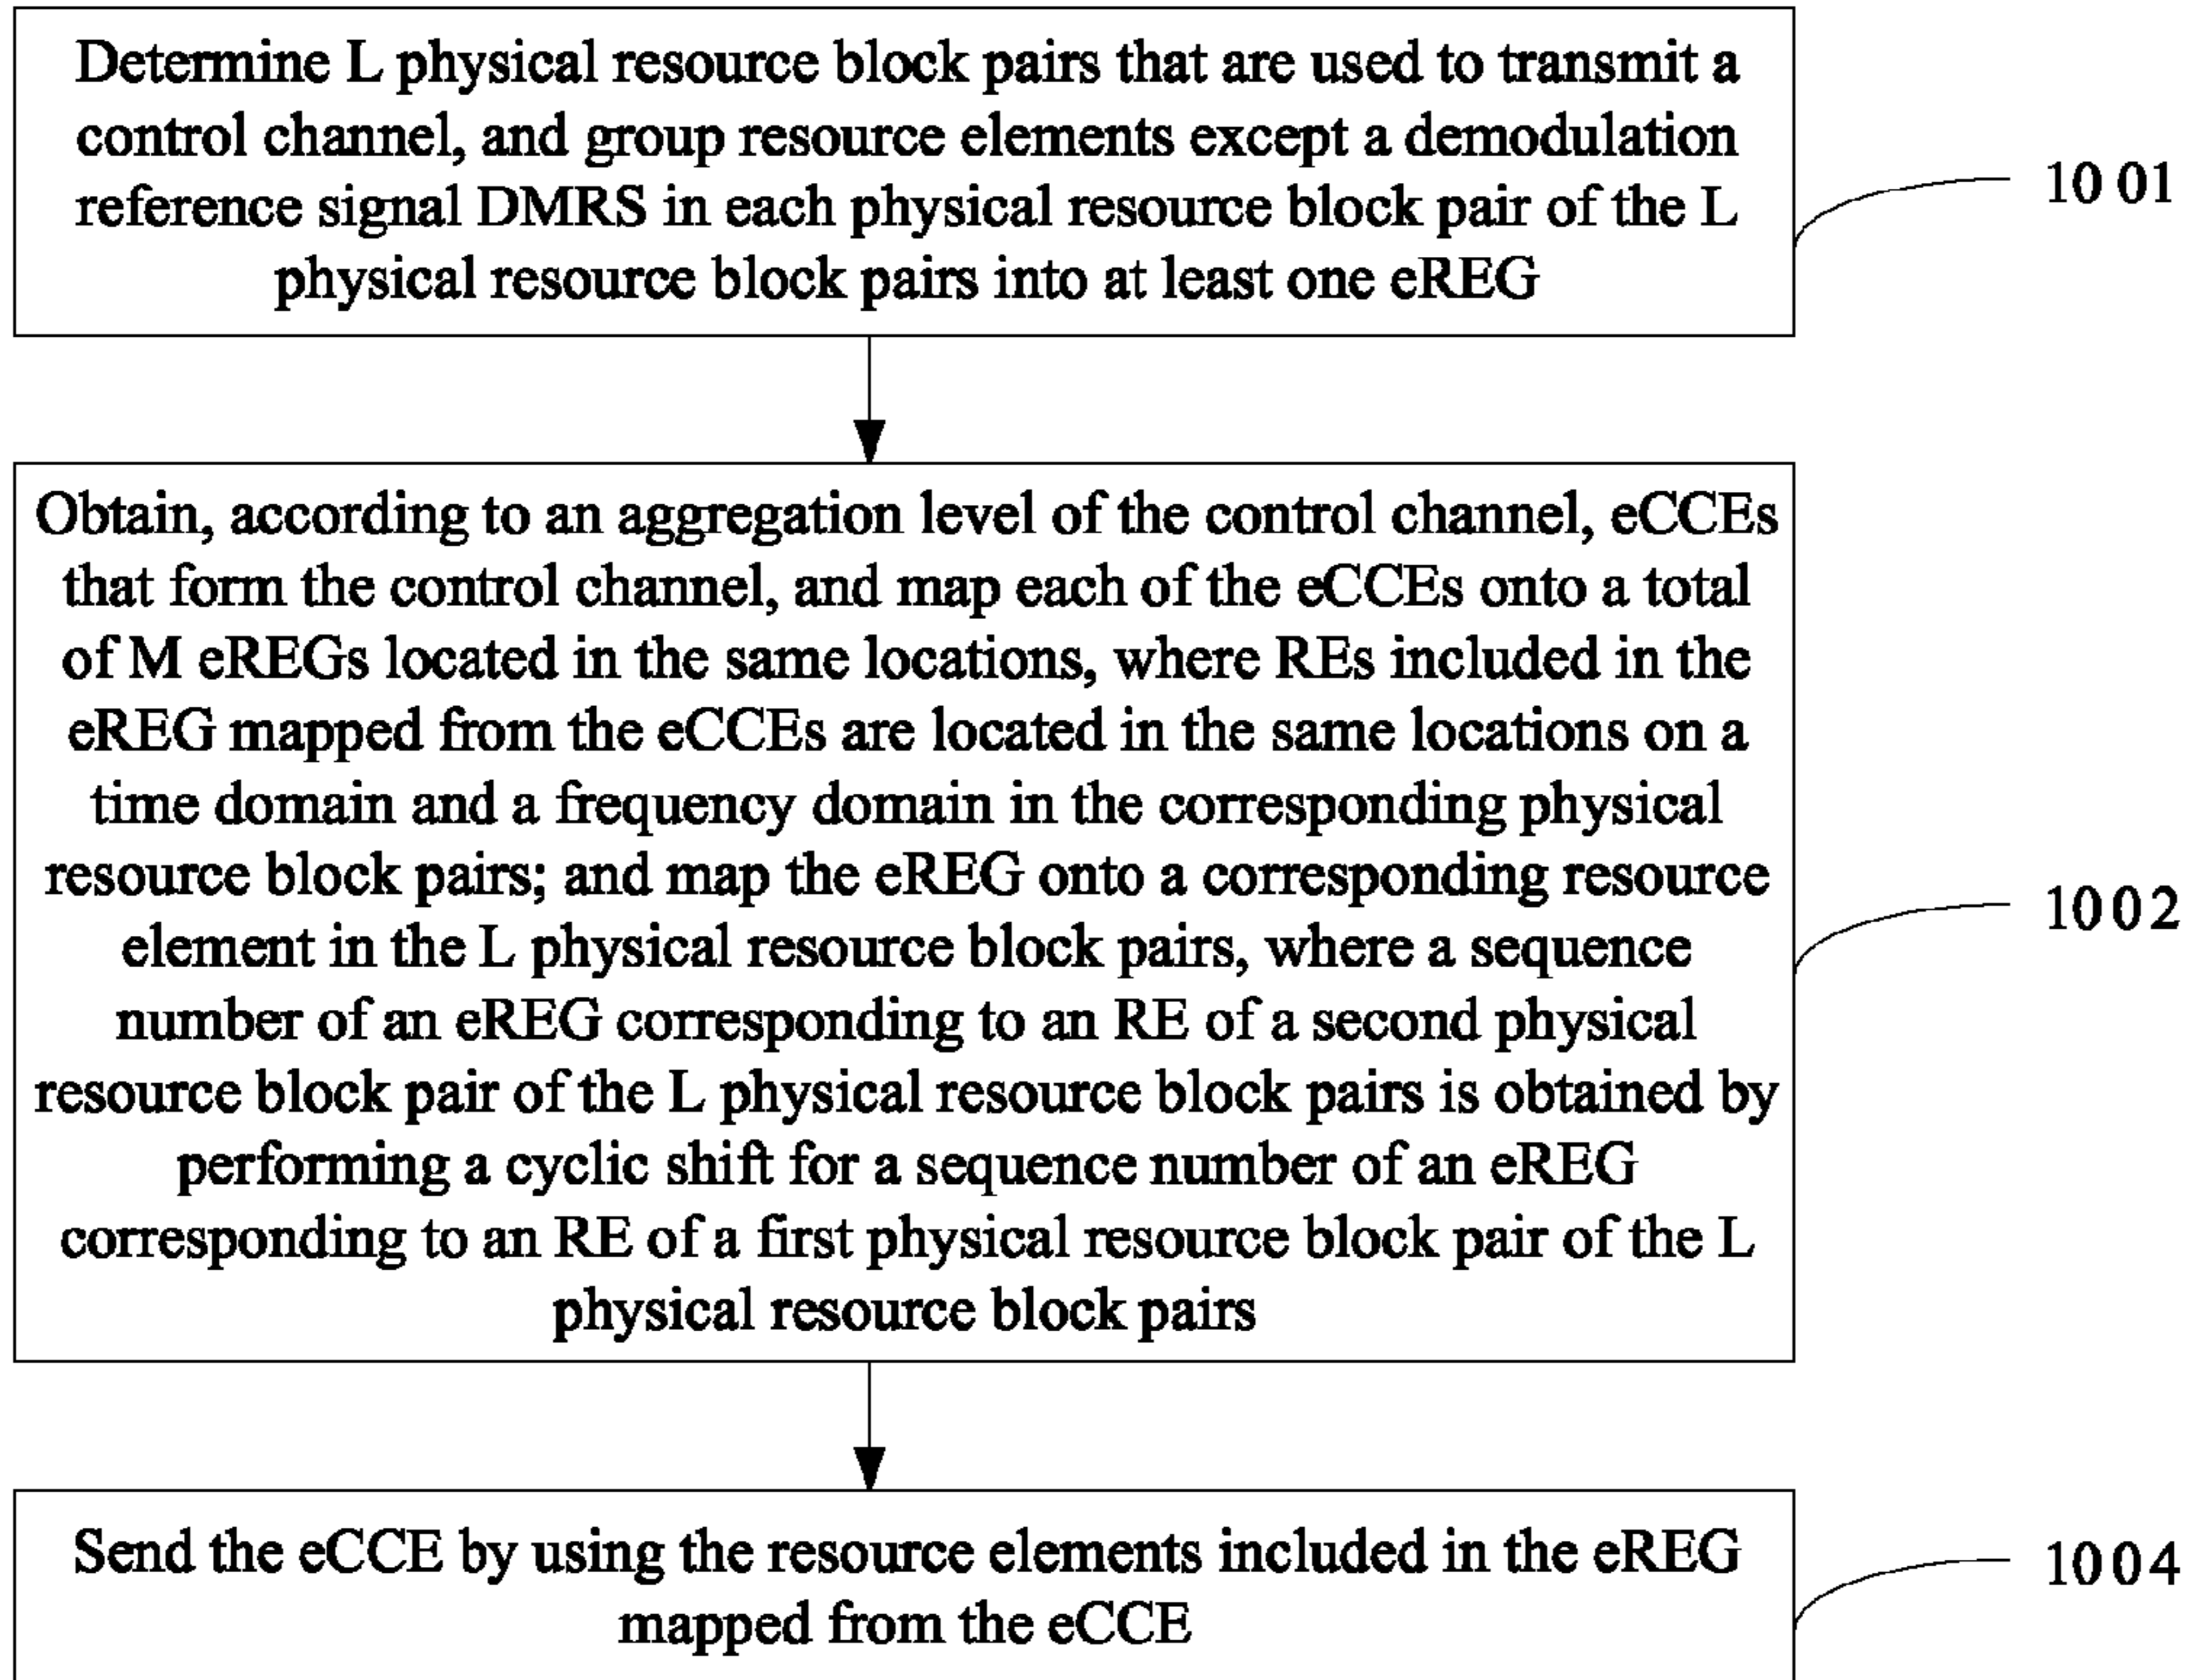 Determine L physical resource block pairs that are used to transmit a
control channel, and group resource elements except a demodulation
reference signal DMRS in each physical resource block pair of the L
physical resource block pairs into at least one eREG
1001
Obtain, according to an aggregation level of the control channel, eCCEs
that form the control channel, and map each of the eCCEs onto a total
of M eREGs located in the same locations, where REs included in the
eREG mapped from the eCCEs are located in the same locations on a
time domain and a frequency domain in the corresponding physical
resource block pairs; and map the eREG onto a corresponding resource
element in the L physical resource block pairs, where a sequence
number of an eREG corresponding to an RE of a second physical
resource block pair of the L physical resource block pairs is obtained by
performing a cyclic shift for a sequence number of an eREG
corresponding to an RE of a first physical resource block pair of the L
physical resource block pairs
1002
Send the eCCE by using the resource elements included in the eREG
mapped from the eCCE
1004